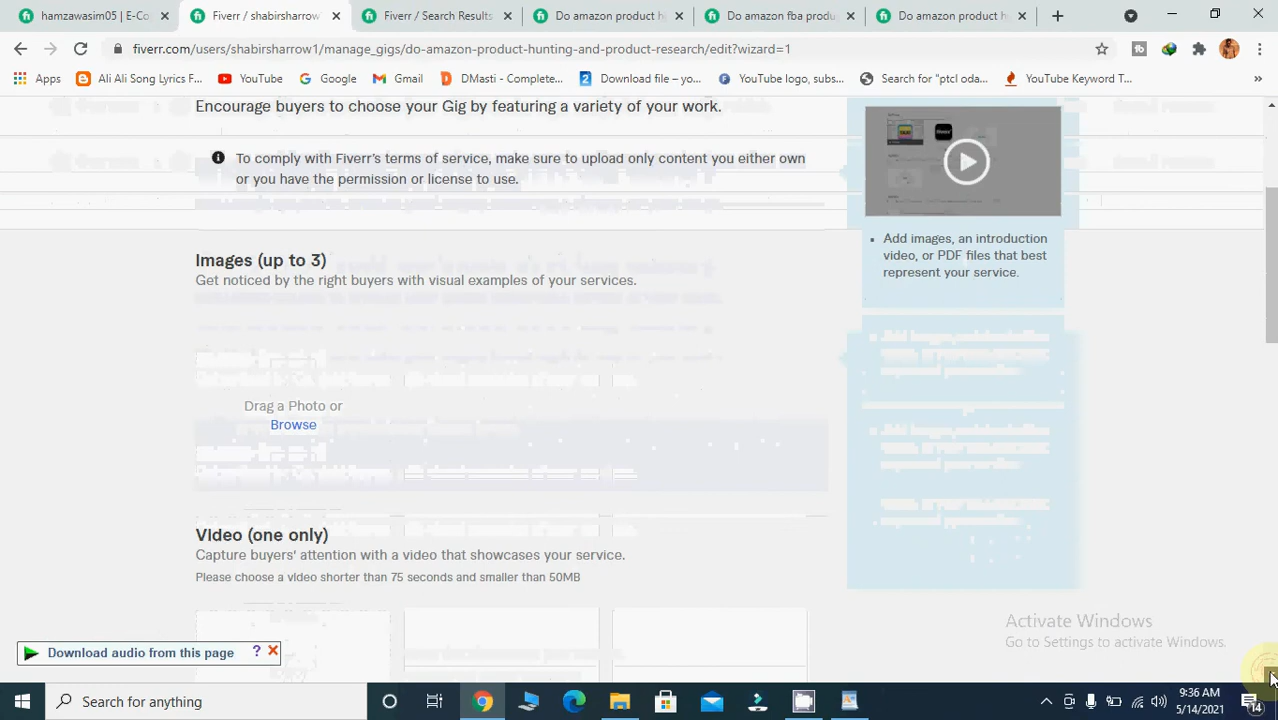 hamzawasim05 | E-Co
Fiverr / shabirsharrow
Fiverr / Search Results
Do amazon product hu
Do amazon fba produ
Do amazon product h
fiverr.com/users/shabirsharrow1/manage_gigs/do-amazon-product-hunting-and-product-research/edit?wizard=1
Apps
Ali Ali Song Lyrics F...
YouTube
Google
Gmail
DMasti - Complete...
Download file – yo...
YouTube logo, subs...
Search for "ptcl oda...
YouTube Keyword T...
»
Encourage buyers to choose your Gig by featuring a variety of your work.
To comply with Fiverr's terms of service, make sure to upload only content you either own
or you have the permission or license to use.
Add images, an introduction
video, or PDF files that best
represent your service.
Images (up to 3)
Get noticed by the right buyers with visual examples of your services.
Drag a Photo or
Browse
Video (one only)
Capture buyers' attention with a video that showcases your service.
Please choose a video shorter than 75 seconds and smaller than 50MB
Activate Windows
Go to Settings to activate Windows.
Download audio from this page ?
Search for anything
9:36 AM
5/14/2021
14